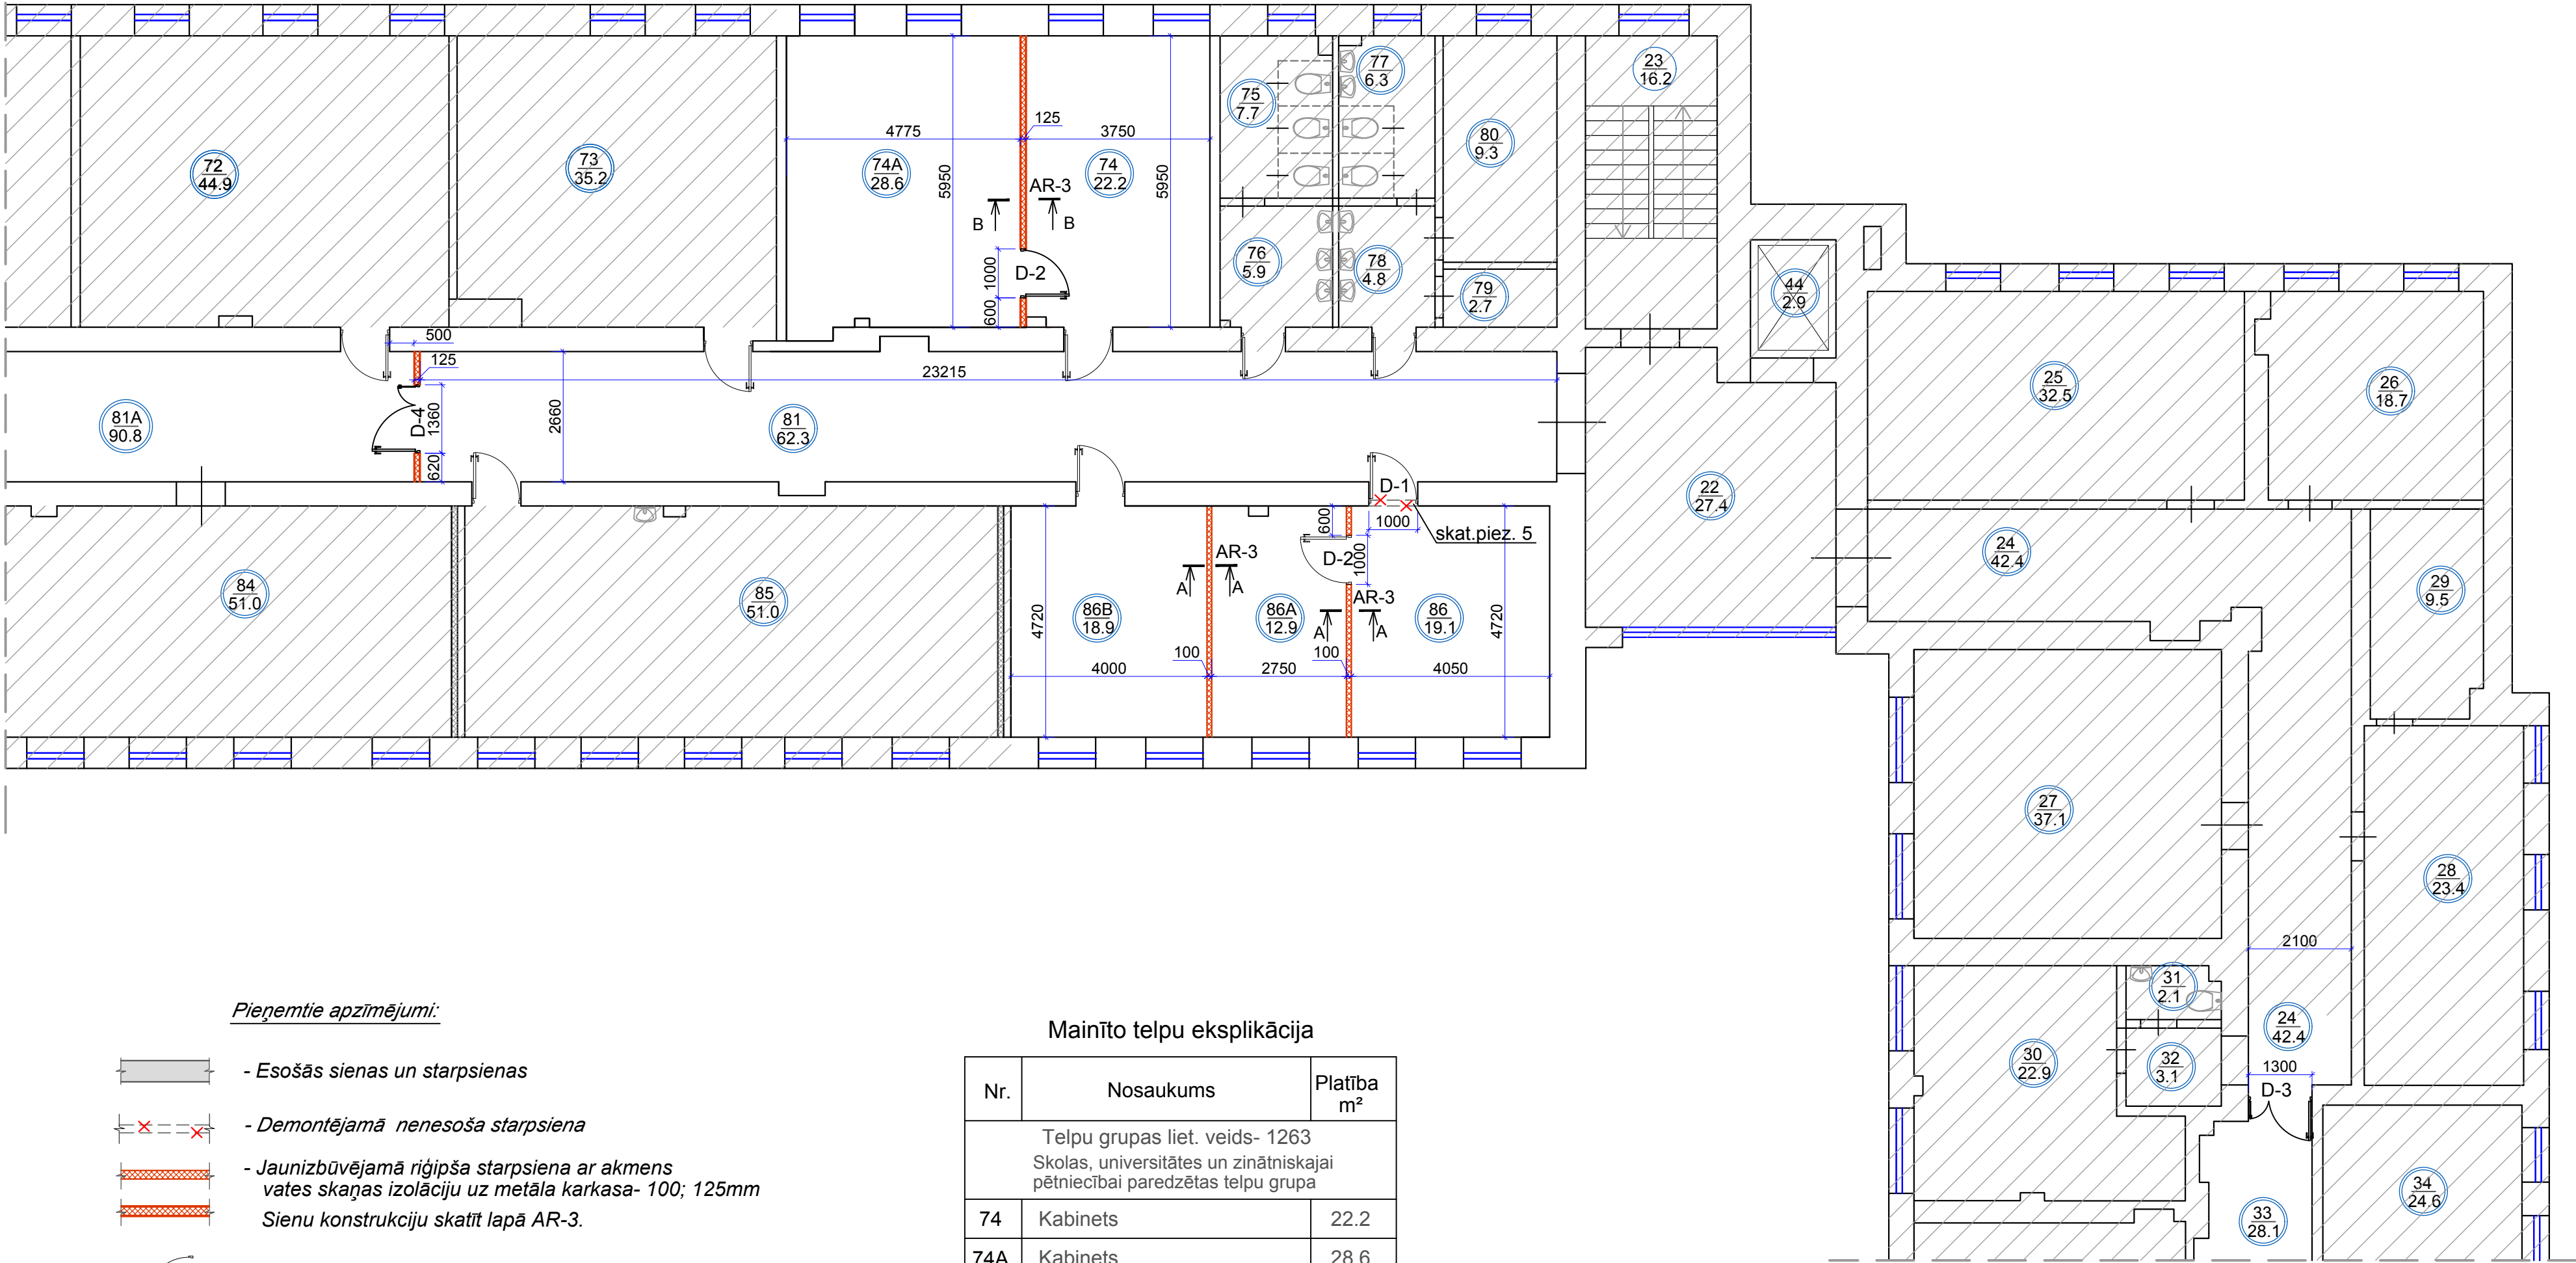 72
44.9
73
35.2
4775
125
3750
74A
28.6
5950
74
22.2
5950
AR-3
B
B
1000
D-2
600
75
7.7
77
6.3
80
9.3
76
5.9
78
4.8
79
2.7
23
16.2
44
2.9
25
32.5
26
18.7
500
125
23215
81A
90.8
D-4
1360
620
2660
81
62.3
22
27.4
24
42.4
29
9.5
84
51.0
85
51.0
D-1
1000
skat.piez. 5
600
D-2
1000
AR-3
A
A
AR-3
A
A
86B
18.9
86A
12.9
86
19.1
4720
4720
100
100
4000
2750
4050
27
37.1
28
23.4
2100
31
2.1
24
42.4
30
22.9
32
3.1
1300
D-3
33
28.1
34
24.6
Pieņemtie apzīmējumi:
- Esošās sienas un starpsienas
- Demontējamā nenesoša starpsiena
- Jaunizbūvējamā riģipša starpsiena ar akmens
vates skaņas izolāciju uz metāla karkasa- 100; 125mm
Sienu konstrukciju skatīt lapā AR-3.
Mainīto telpu eksplikācija
Nr.
Nosaukums
Platība
m²
Telpu grupas liet. veids- 1263
Skolas, universitātes un zinātniskajai
pētniecībai paredzētas telpu grupa
74 Kabinets 22.2
74A Kabinets 28.6